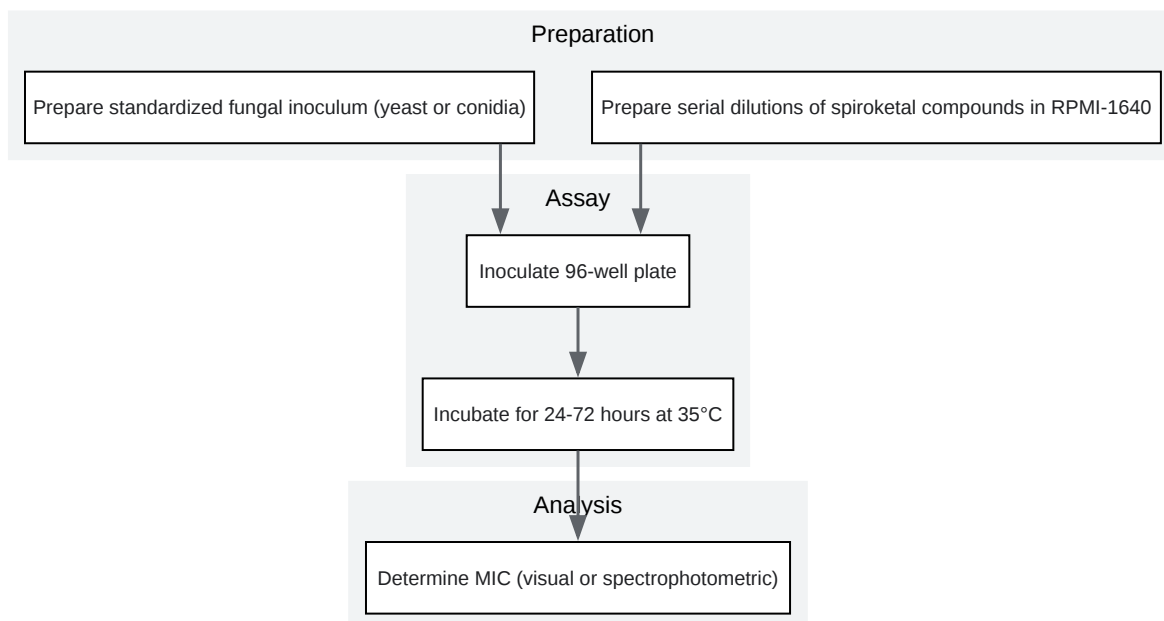 Preparation
Prepare standardized fungal inoculum (yeast or conidia)
Prepare serial dilutions of spiroketal compounds in RPMI-1640
Assay
Inoculate 96-well plate
Incubate for 24-72 hours at 35°C
Analysis
Determine MIC (visual or spectrophotometric)